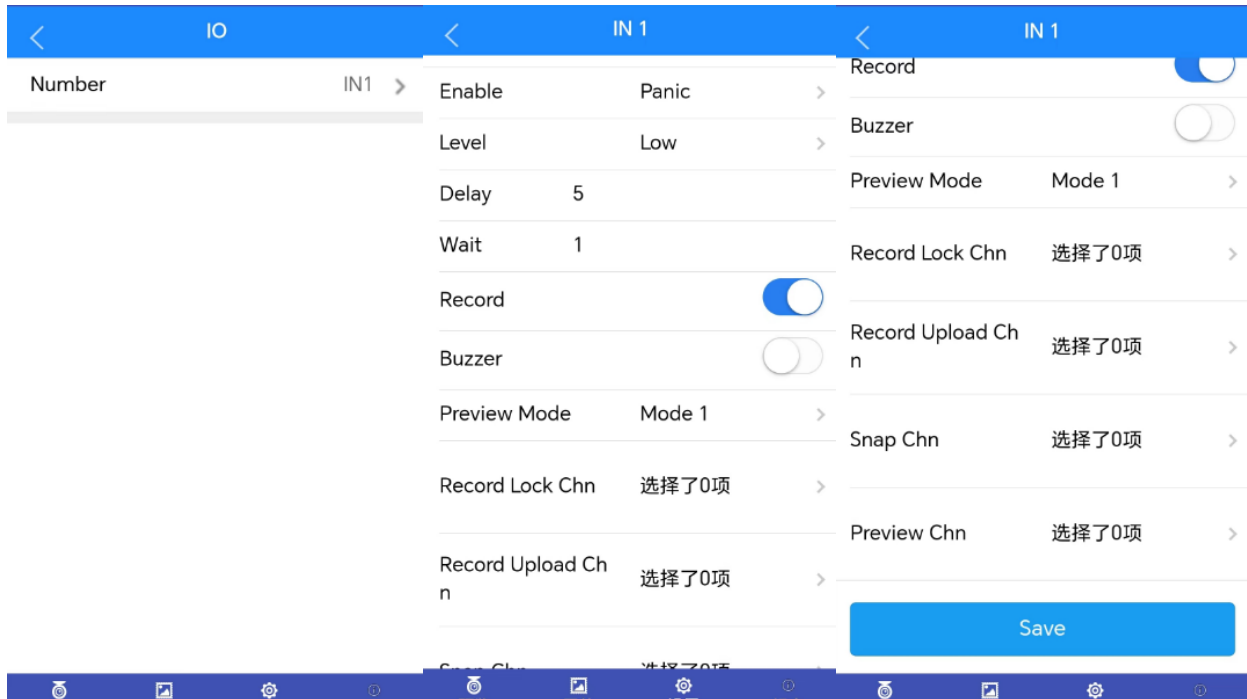 IO
Number IN1
IN 1
Enable Panic
Level Low
Delay 5
Wait 1
Record
Buzzer
Preview Mode Mode 1
Record Lock Chn 选择了0项
Record Upload Ch
n 选择了0项
IN 1
Record
Buzzer
Preview Mode Mode 1
Record Lock Chn 选择了0项
Record Upload Ch
n 选择了0项
Snap Chn 选择了0项
Preview Chn 选择了0项
Save